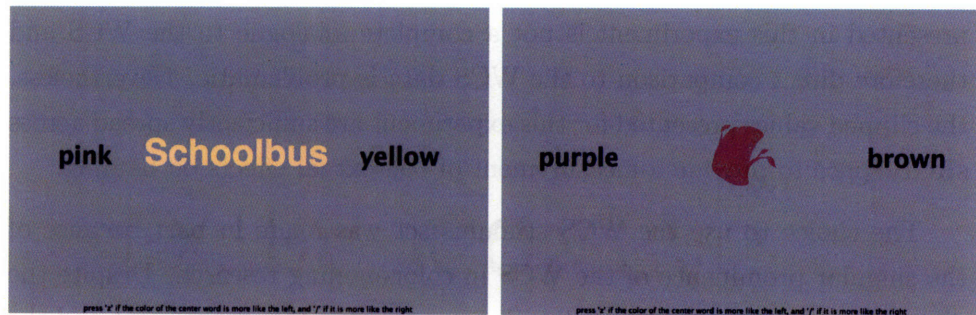 pink Schoolbus yellow
press 'z' if the color of the center word is more like the left, and '/' if it is more like the right
purple brown
press 'z' if the color of the center word is more like the left, and '/' if it is more like the right